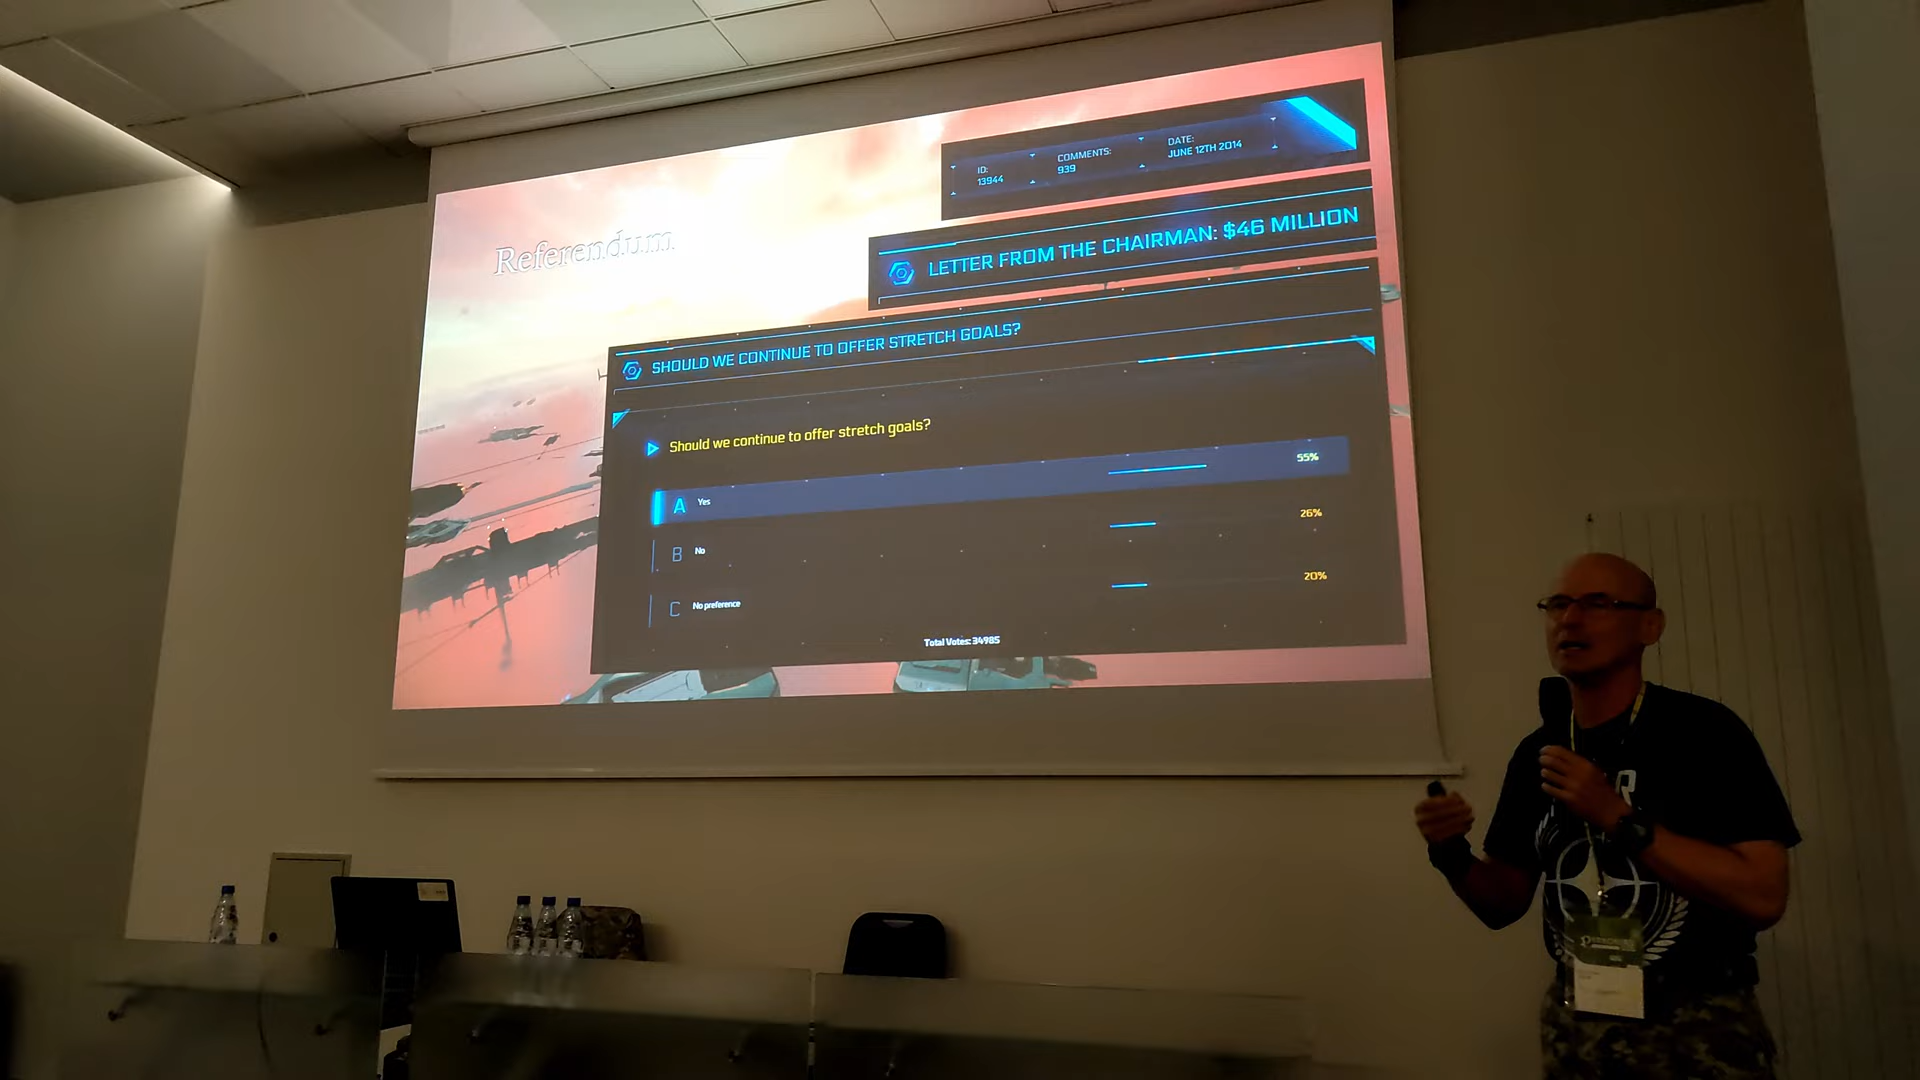 Referendum
ID:
13944
COMMENTS:
939
DATE:
JUNE 12TH 2014
LETTER FROM THE CHAIRMAN: $46 MILLION
SHOULD WE CONTINUE TO OFFER STRETCH GOALS?
Should we continue to offer stretch goals?
A Yes 55%
B No 26%
C No preference 20%
Total Votes: 34985